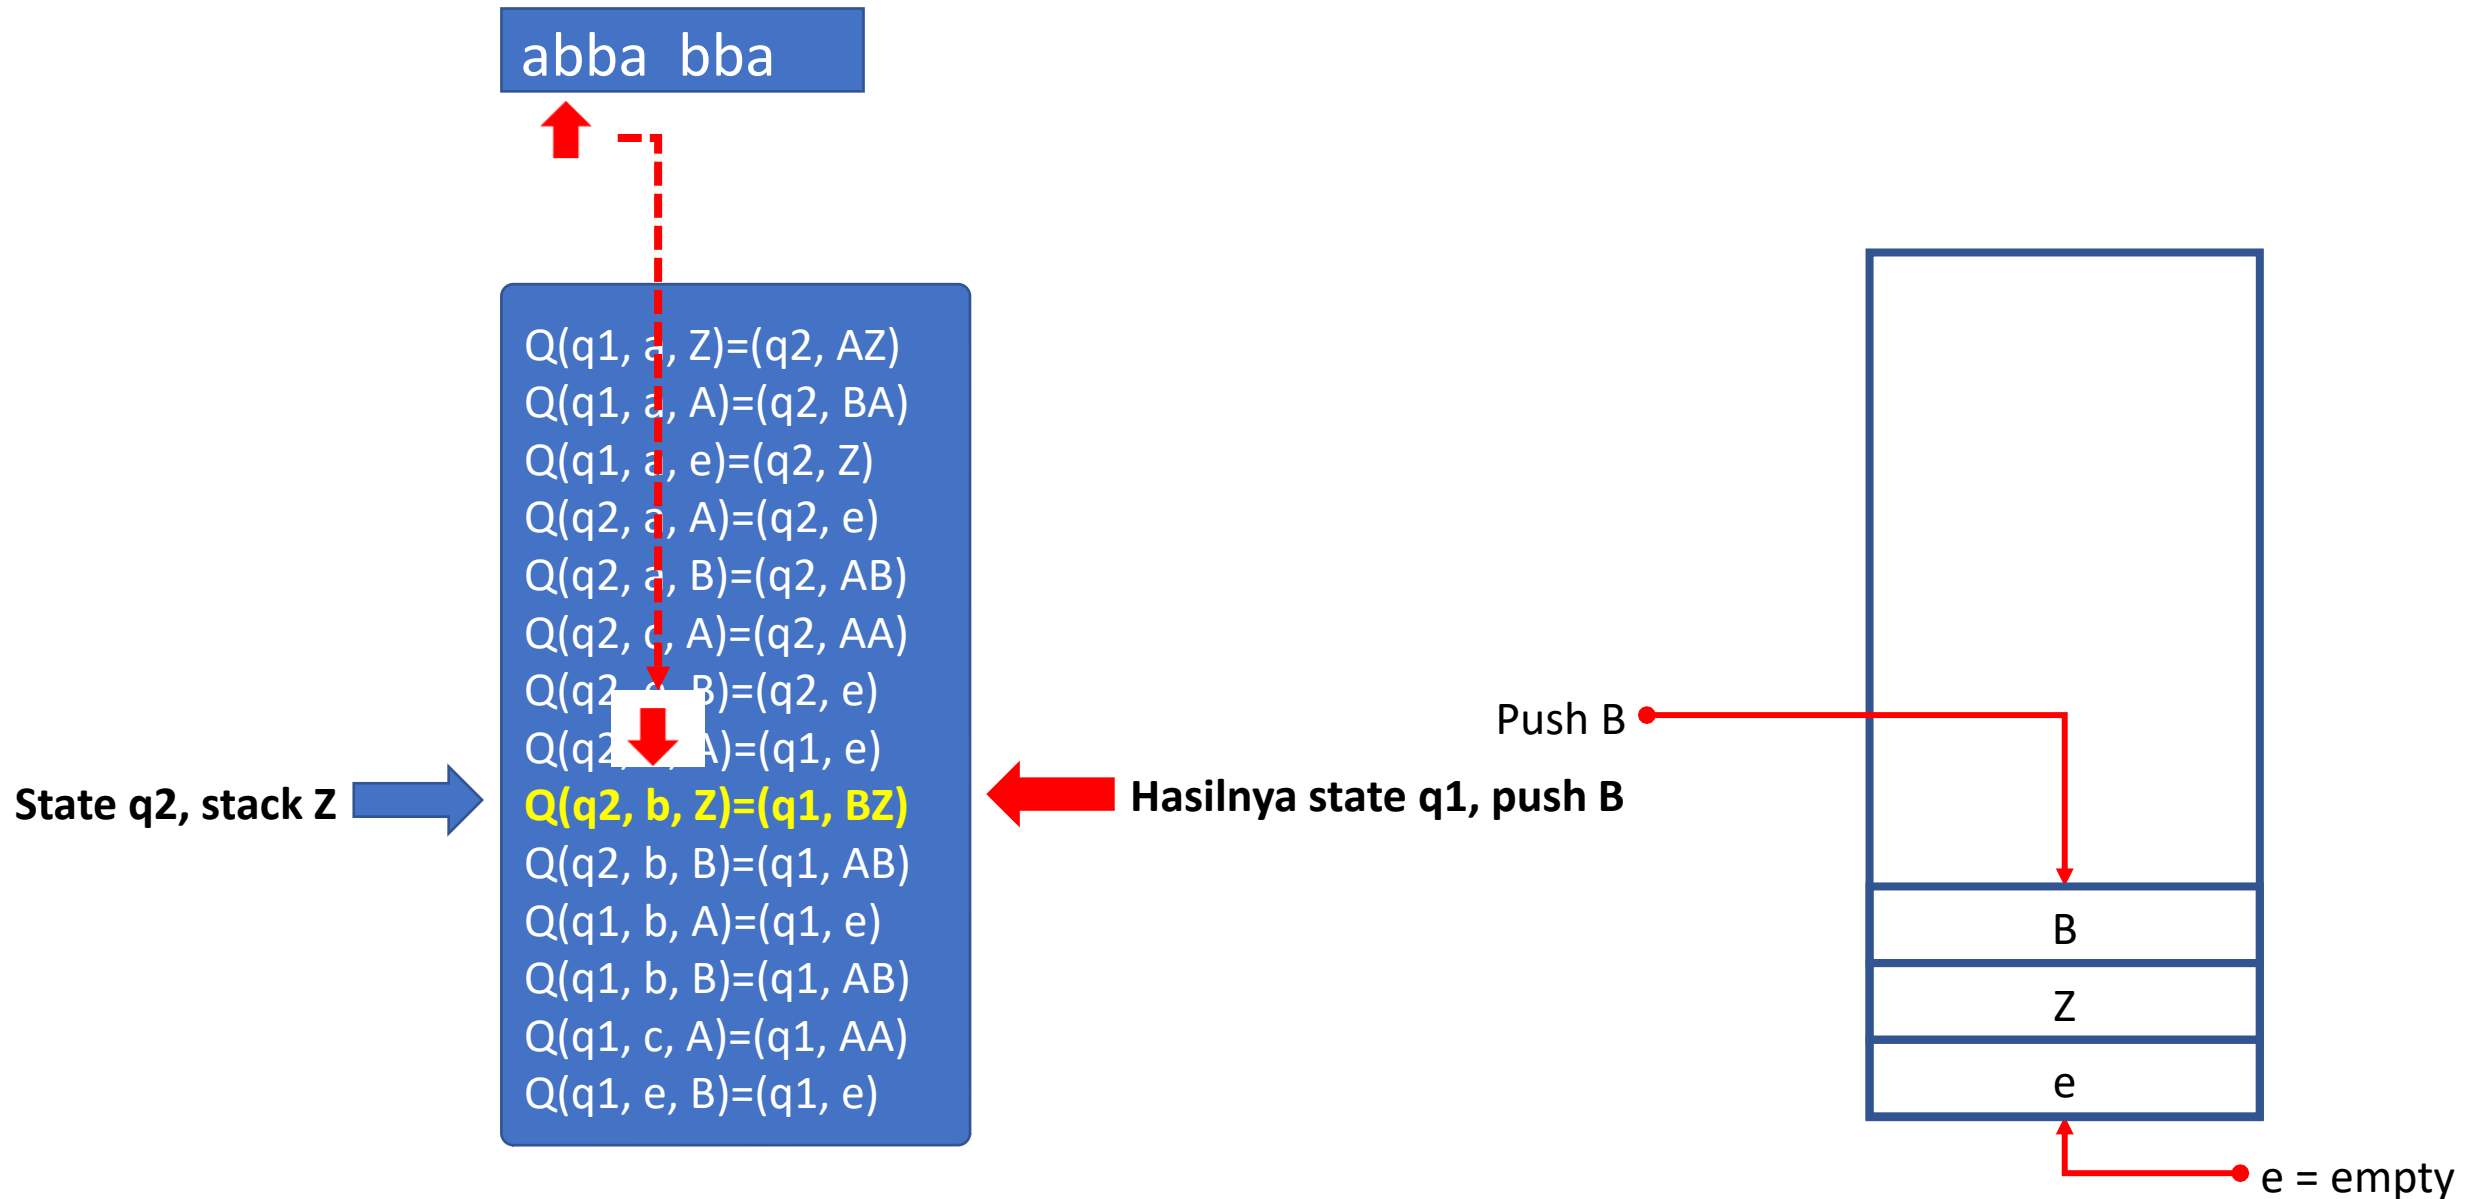 abba  bba
Q(q1, a, Z)=(q2, AZ)
Q(q1, a, A)=(q2, BA)
Q(q1, a, e)=(q2, Z)
Q(q2, a, A)=(q2, e)
Q(q2, a, B)=(q2, AB)
Q(q2, c, A)=(q2, AA)
Q(q2, B)=(q2, e)
Q(q2, A)=(q1, e)
State q2, stack Z
Q(q2, b, Z)=(q1, BZ)
Hasilnya state q1, push B
Q(q2, b, B)=(q1, AB)
Q(q1, b, A)=(q1, e)
Q(q1, b, B)=(q1, AB)
Q(q1, c, A)=(q1, AA)
Q(q1, e, B)=(q1, e)
Push B
B
Z
e
e = empty